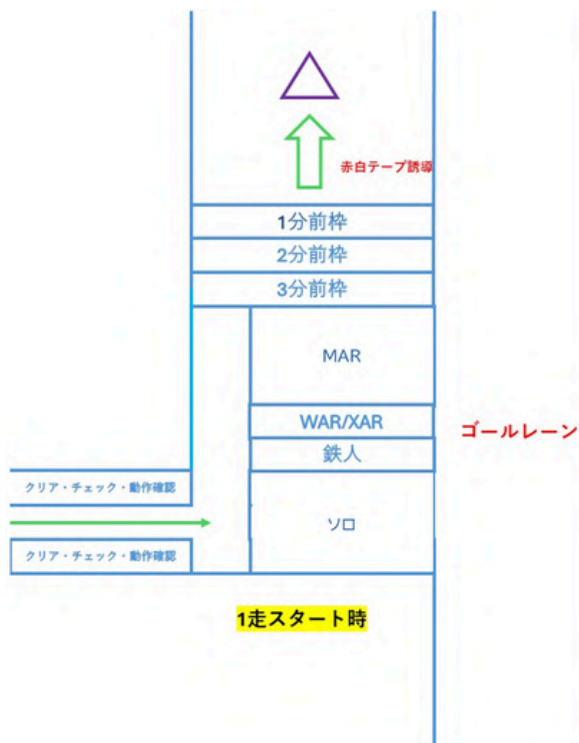 赤白テープ誘導
1分前枠
2分前枠
3分前枠
MAR
WAR/XAR
ゴールレーン
鉄人
クリア・チェック・動作確認
ソロ
クリア・チェック・動作確認
1走スタート時